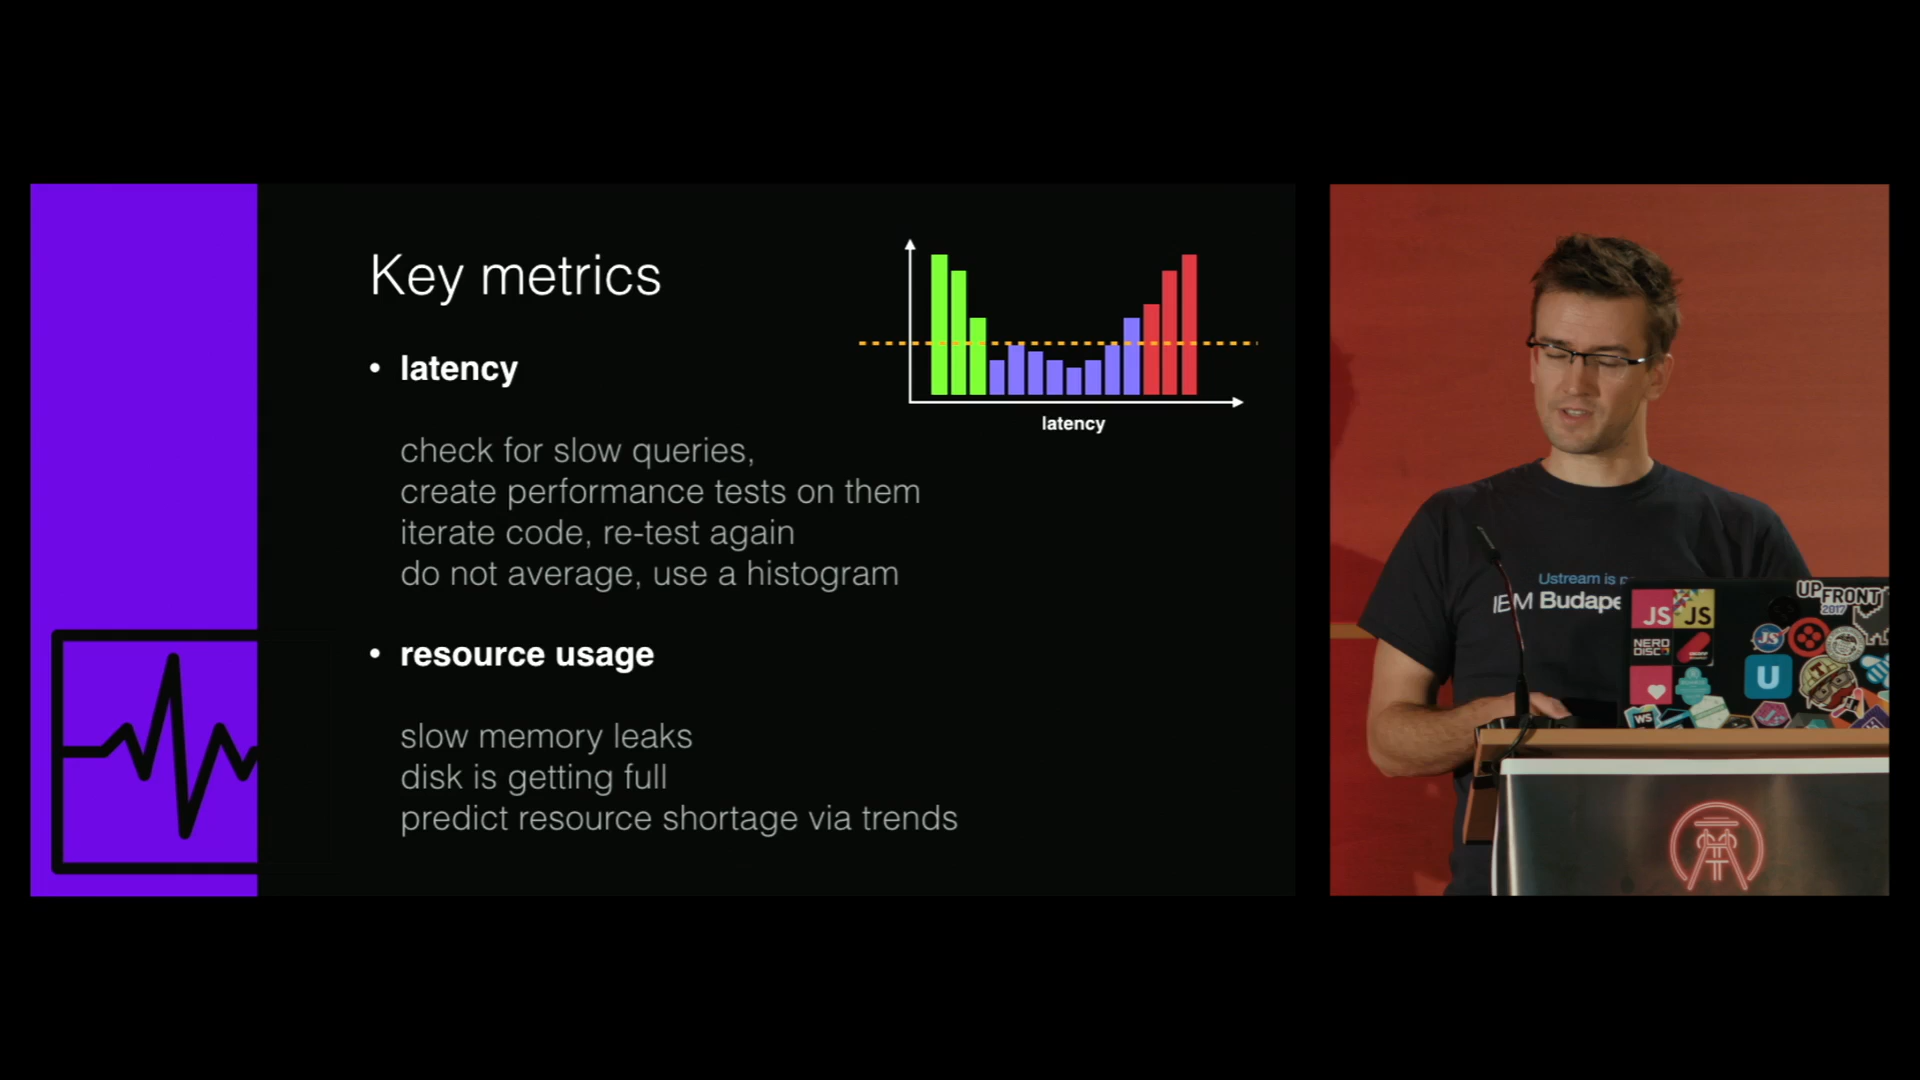 Key metrics
• latency
check for slow queries,
create performance tests on them
iterate code, re-test again
do not average, use a histogram
• resource usage
slow memory leaks
disk is getting full
predict resource shortage via trends
latency
Ustream is
IBM Budape
JS JS
NERD
DISCO
U
WS
UPFRONT
2017
JS